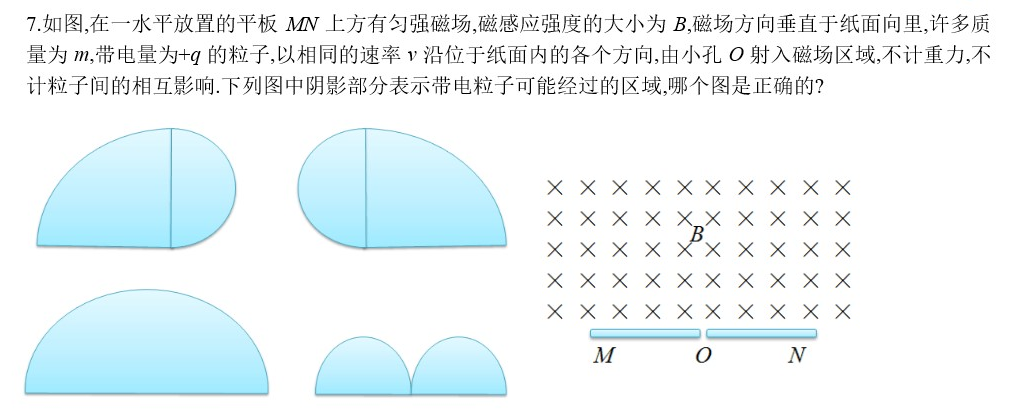 7.如图,在一水平放置的平板 MN 上方有匀强磁场,磁感应强度的大小为 B,磁场方向垂直于纸面向里,许多质
量为 m,带电量为+q 的粒子,以相同的速率 v 沿位于纸面内的各个方向,由小孔 O 射入磁场区域,不计重力,不
计粒子间的相互影响.下列图中阴影部分表示带电粒子可能经过的区域,哪个图是正确的?
B
M O N